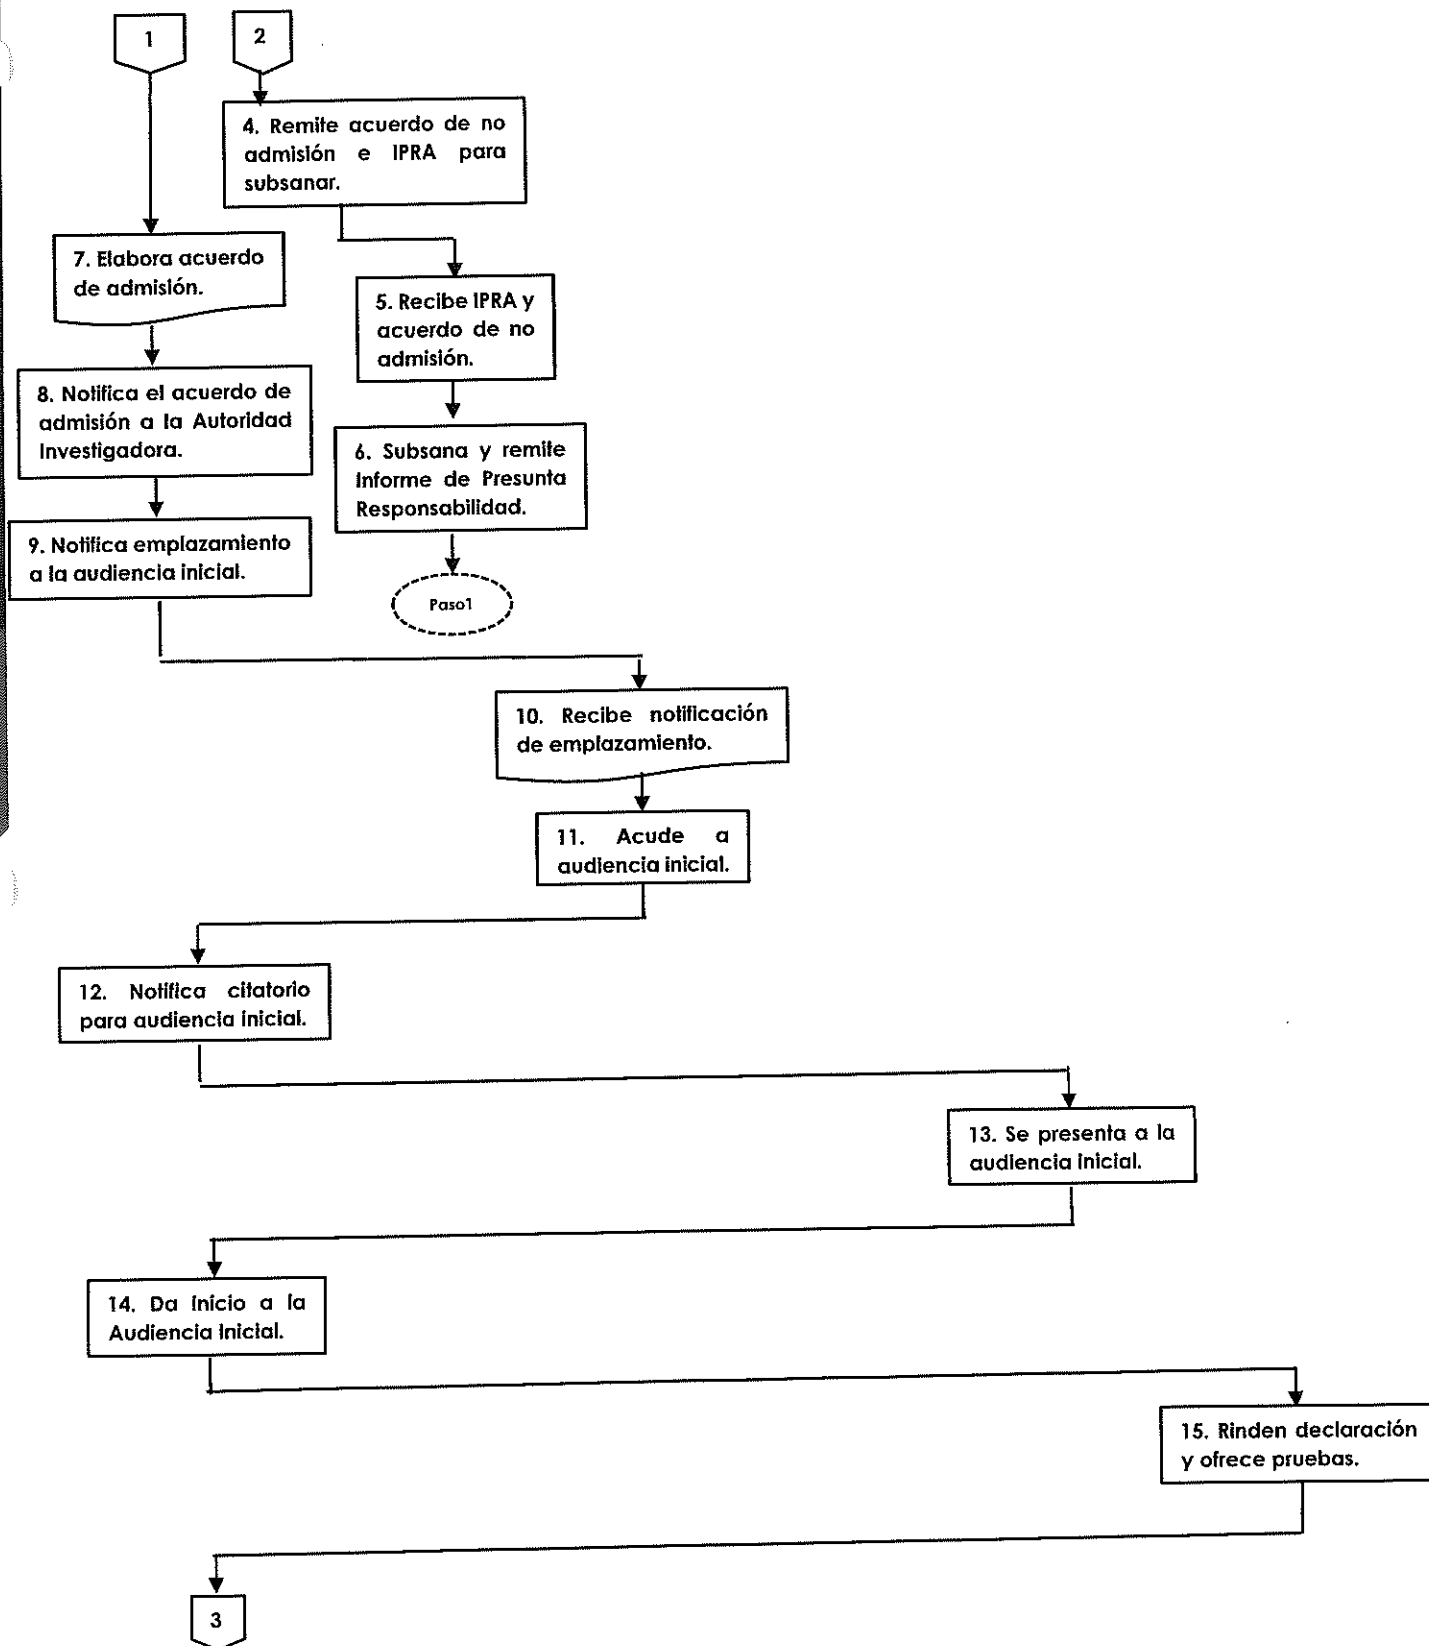 1
2
4. Remite acuerdo de no
admisión e IPRA para
subsanar.
7. Elabora acuerdo
de admisión.
5. Recibe IPRA y
acuerdo de no
admisión.
8. Notifica el acuerdo de
admisión a la Autoridad
Investigadora.
6. Subsana y remite
Informe de Presunta
Responsabilidad.
9. Notifica emplazamiento
a la audiencia inicial.
Paso1
10. Recibe notificación
de emplazamiento.
11. Acude a
audiencia inicial.
12. Notifica citatorio
para audiencia inicial.
13. Se presenta a la
audiencia inicial.
14. Da inicio a la
Audiencia Inicial.
15. Rinden declaración
y ofrece pruebas.
3